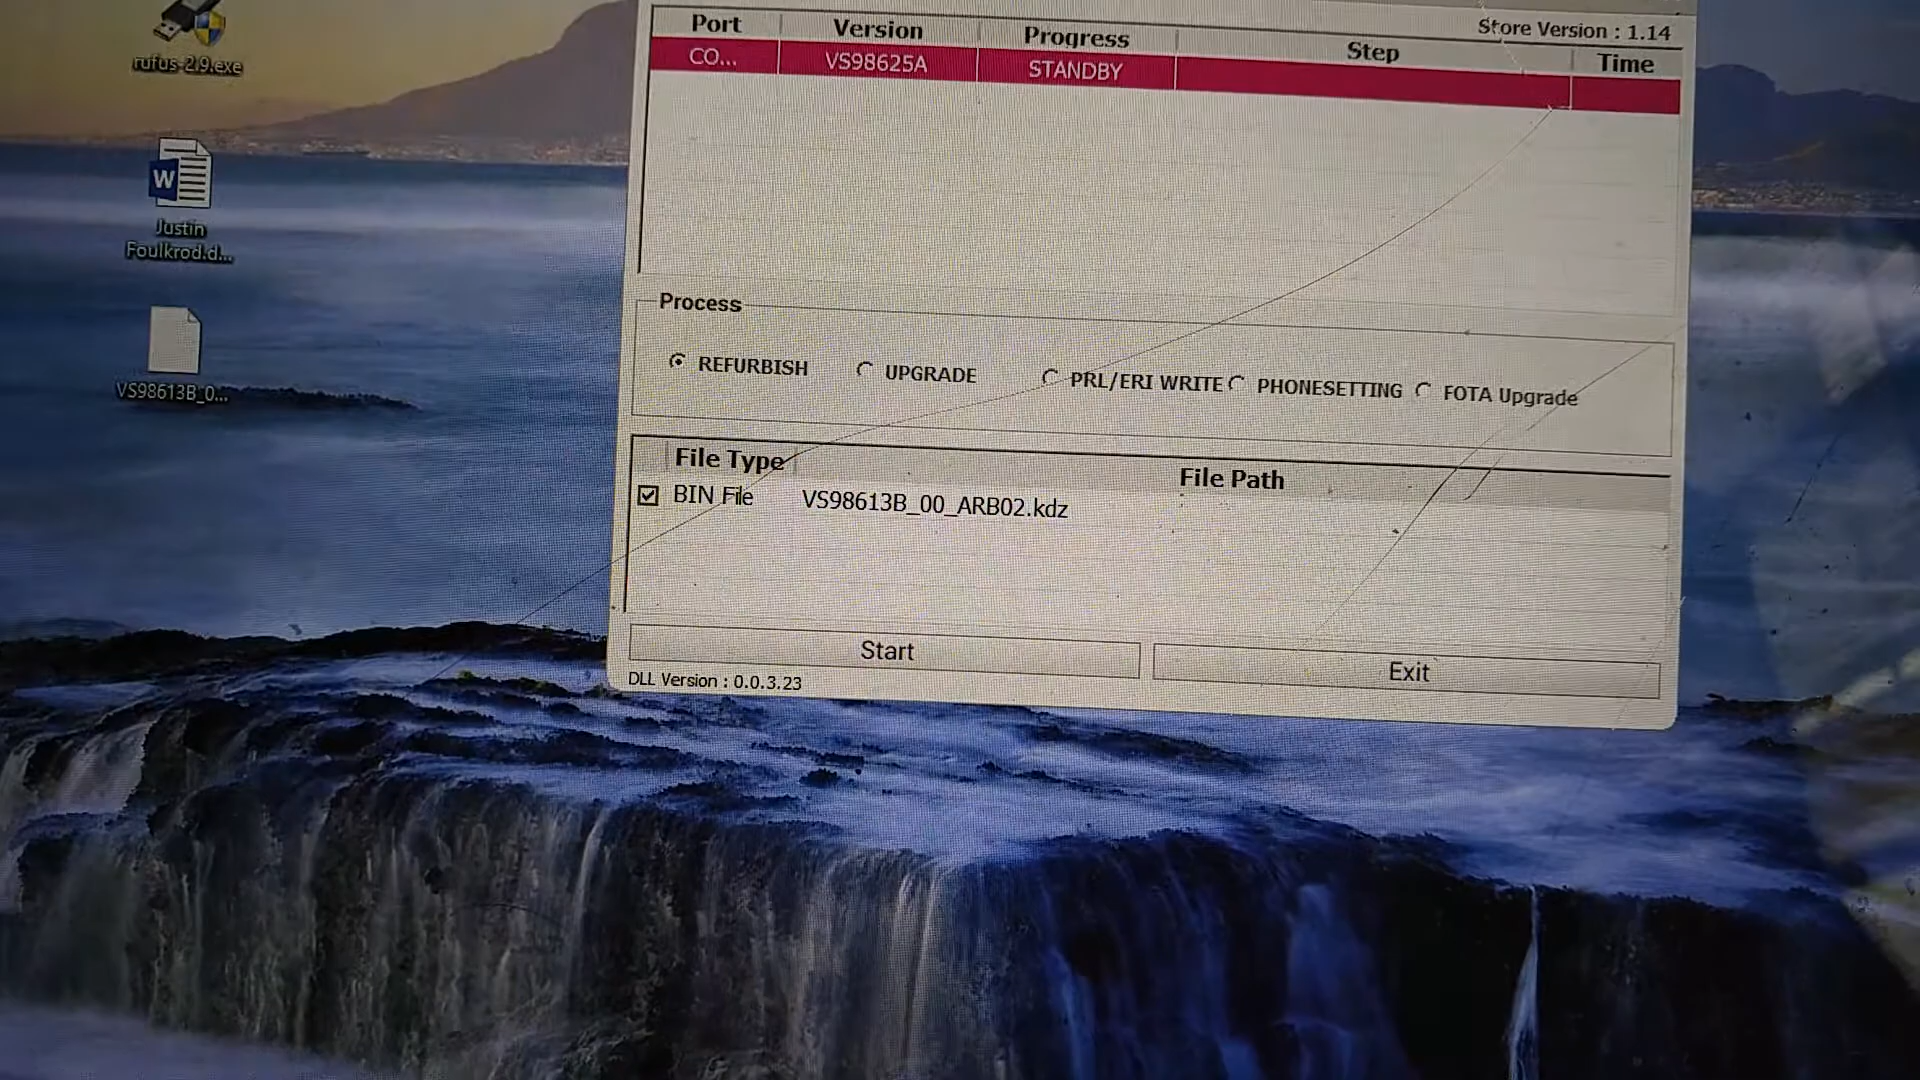 rufus-2.9.exe
Justin
Foulkrod.d...
VS98613B_0...
Store Version : 1.14
Port Version Progress Step Time
CO... VS98625A STANDBY
Process
REFURBISH UPGRADE PRL/ERI WRITE PHONESETTING FOTA Upgrade
File Type File Path
BIN File VS98613B_00_ARB02.kdz
Start Exit
DLL Version : 0.0.3.23